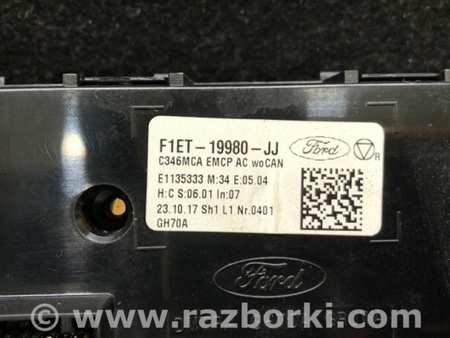 F1ET-19980-JJ
Ford
R
C346MCA EMCP AC woCAN
E1135333 M:34 E:05.04
H:C S:06.01 In:07
23.10.17 Sh1 L1 Nr.0401
GH70A
Ford
www.razborki.com